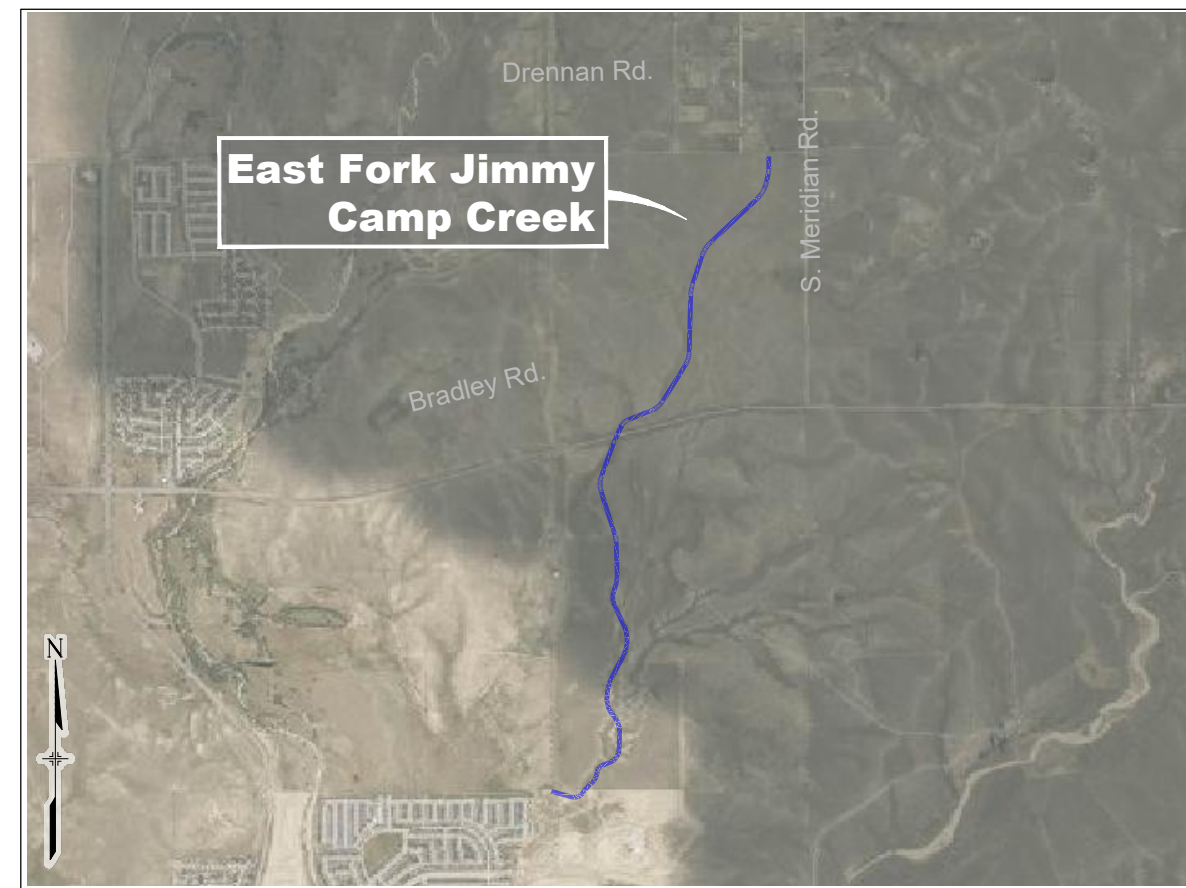 Drennan Rd.
East Fork Jimmy
Camp Creek
S. Meridian Rd.
Bradley Rd.
N